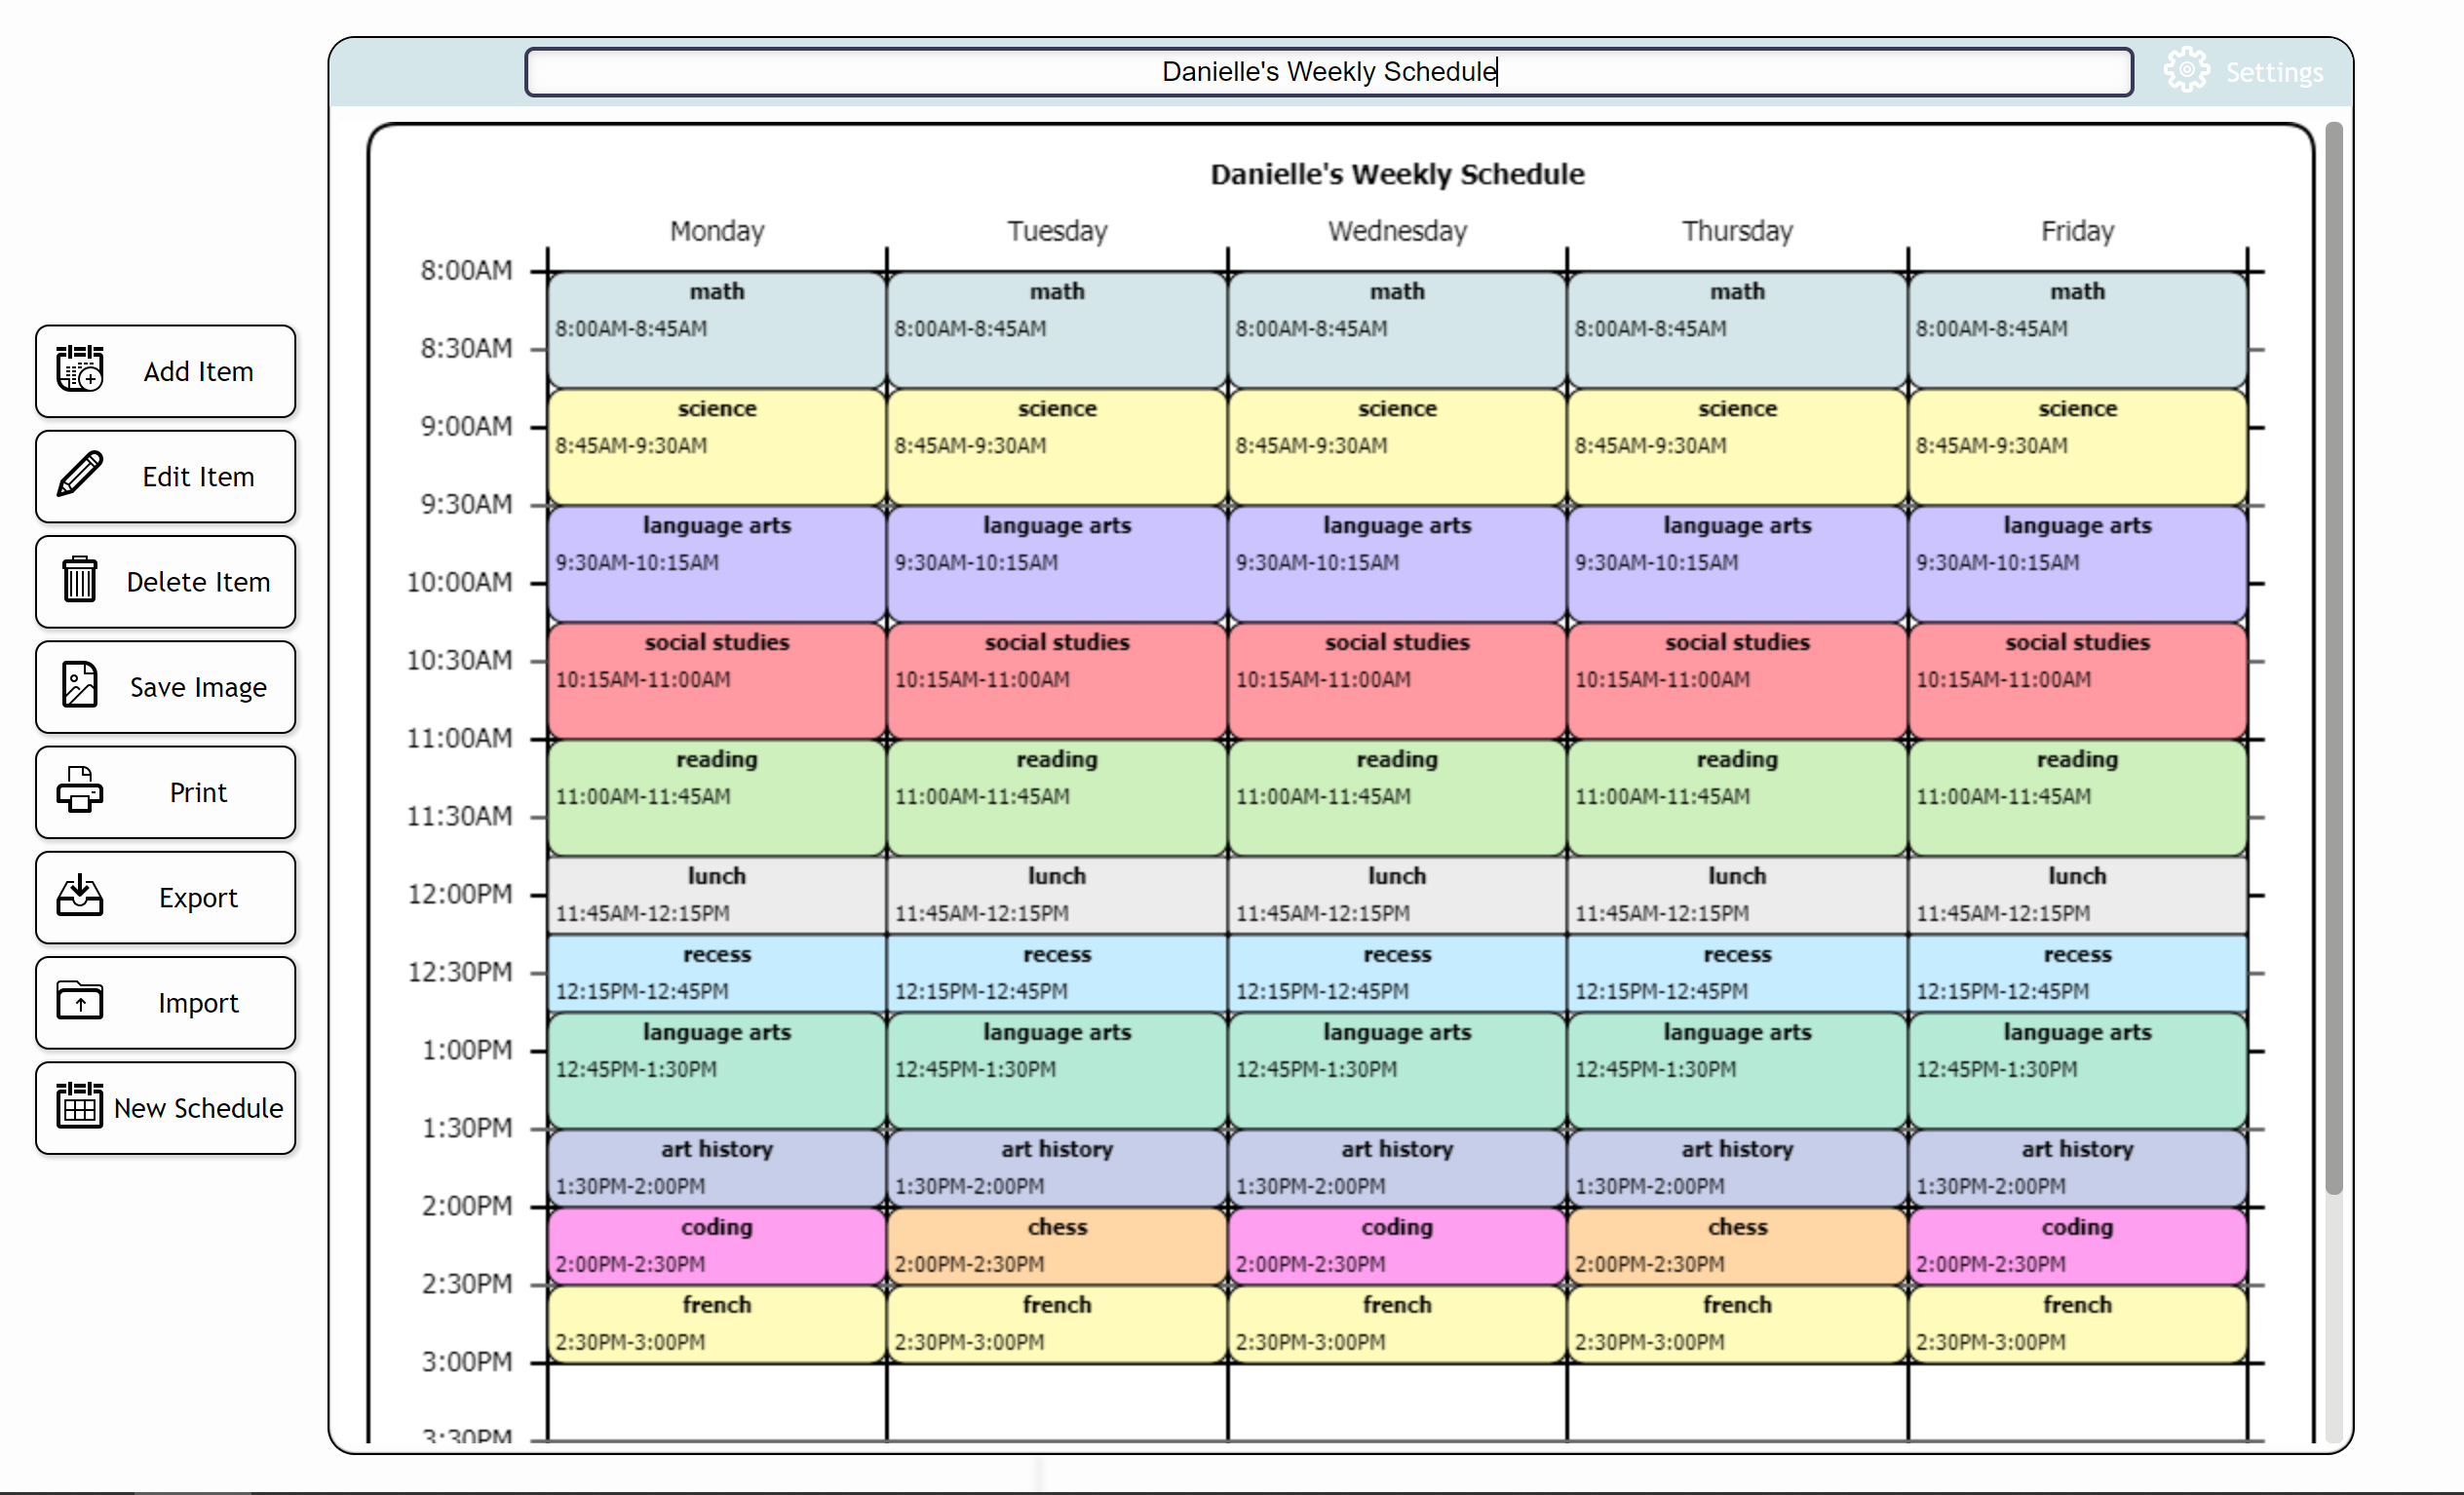 Danielle's Weekly Schedule
Settings
Add Item
Edit Item
Delete Item
Save Image
Print
Export
Import
New Schedule
Danielle's Weekly Schedule
Monday Tuesday Wednesday Thursday Friday
8:00AM
math math math math math
8:00AM-8:45AM 8:00AM-8:45AM 8:00AM-8:45AM 8:00AM-8:45AM 8:00AM-8:45AM
8:30AM
science science science science science
9:00AM
8:45AM-9:30AM 8:45AM-9:30AM 8:45AM-9:30AM 8:45AM-9:30AM 8:45AM-9:30AM
9:30AM
language arts language arts language arts language arts language arts
9:30AM-10:15AM 9:30AM-10:15AM 9:30AM-10:15AM 9:30AM-10:15AM 9:30AM-10:15AM
10:00AM
social studies social studies social studies social studies social studies
10:30AM
10:15AM-11:00AM 10:15AM-11:00AM 10:15AM-11:00AM 10:15AM-11:00AM 10:15AM-11:00AM
11:00AM
reading reading reading reading reading
11:00AM-11:45AM 11:00AM-11:45AM 11:00AM-11:45AM 11:00AM-11:45AM 11:00AM-11:45AM
11:30AM
lunch lunch lunch lunch lunch
12:00PM
11:45AM-12:15PM 11:45AM-12:15PM 11:45AM-12:15PM 11:45AM-12:15PM 11:45AM-12:15PM
recess recess recess recess recess
12:30PM
12:15PM-12:45PM 12:15PM-12:45PM 12:15PM-12:45PM 12:15PM-12:45PM 12:15PM-12:45PM
language arts language arts language arts language arts language arts
1:00PM
12:45PM-1:30PM 12:45PM-1:30PM 12:45PM-1:30PM 12:45PM-1:30PM 12:45PM-1:30PM
1:30PM
art history art history art history art history art history
1:30PM-2:00PM 1:30PM-2:00PM 1:30PM-2:00PM 1:30PM-2:00PM 1:30PM-2:00PM
2:00PM
coding chess coding chess coding
2:00PM-2:30PM 2:00PM-2:30PM 2:00PM-2:30PM 2:00PM-2:30PM 2:00PM-2:30PM
2:30PM
french french french french french
2:30PM-3:00PM 2:30PM-3:00PM 2:30PM-3:00PM 2:30PM-3:00PM 2:30PM-3:00PM
3:00PM
3:30PM